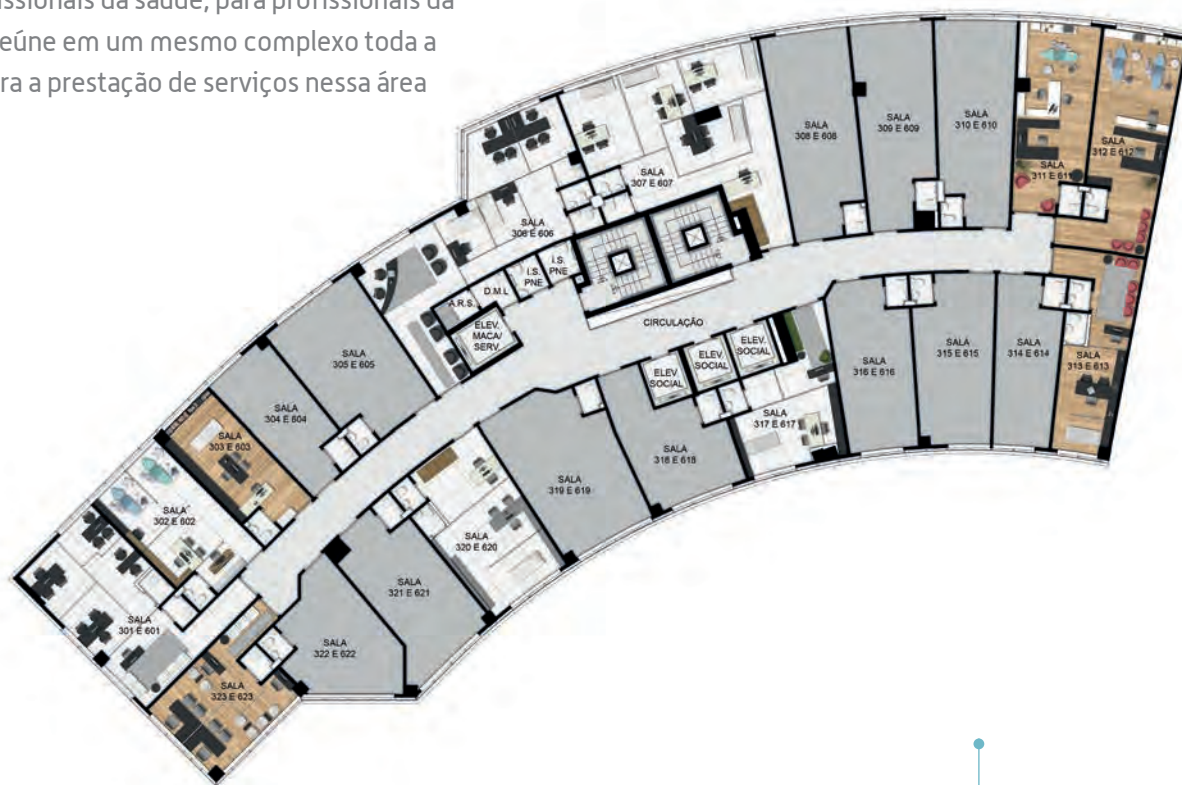 issionais da saúde, para profissionais da
eúne em um mesmo complexo toda a
ra a prestação de serviços nessa área
SALA
308 E 608
SALA
309 E 609
SALA
310 E 610
SALA
311 E 611
SALA
312 E 612
SALA
307 E 607
SALA
306 E 606
I.S.
PNE
I.S.
PNE
D.M.L
A.R.S.
ELEV.
MACA/
SERV.
CIRCULAÇÃO
ELEV.
SOCIAL
ELEV.
SOCIAL
ELEV.
SOCIAL
SALA
305 E 605
SALA
304 E 604
SALA
303 E 603
SALA
302 E 602
SALA
301 E 601
SALA
313 E 613
SALA
314 E 614
SALA
315 E 615
SALA
316 E 616
SALA
317 E 617
SALA
318 E 618
SALA
319 E 619
SALA
320 E 620
SALA
321 E 621
SALA
322 E 622
SALA
323 E 623